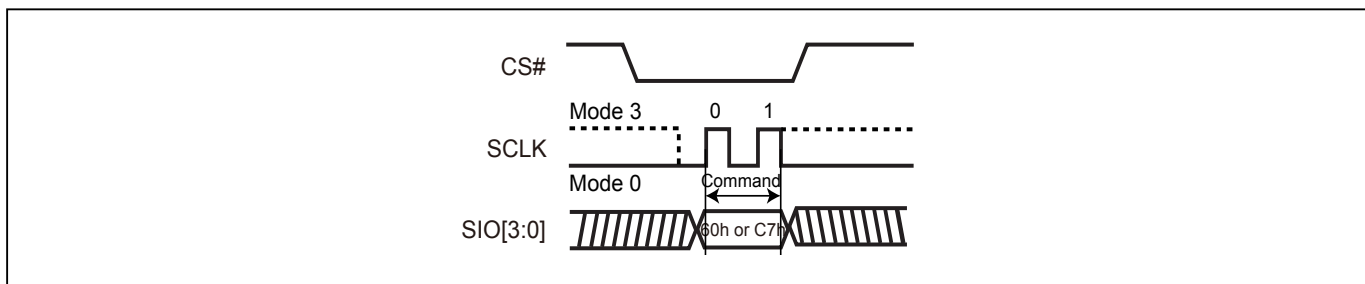 CS#
Mode 3 0 1
SCLK
Mode 0 Command
SIO[3:0] 60h or C7h